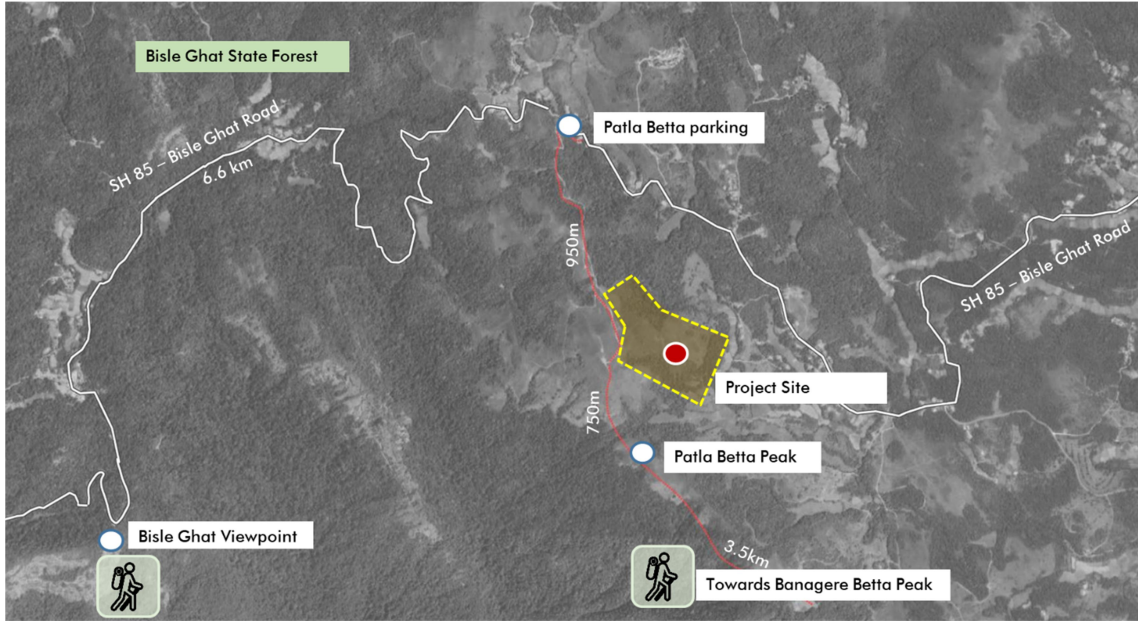 Bisle Ghat State Forest
SH 85 – Bisle Ghat Road
6.6 km
Patla Betta parking
950m
SH 85 – Bisle Ghat Road
Project Site
750m
Patla Betta Peak
Bisle Ghat Viewpoint
3.5km
Towards Banagere Betta Peak